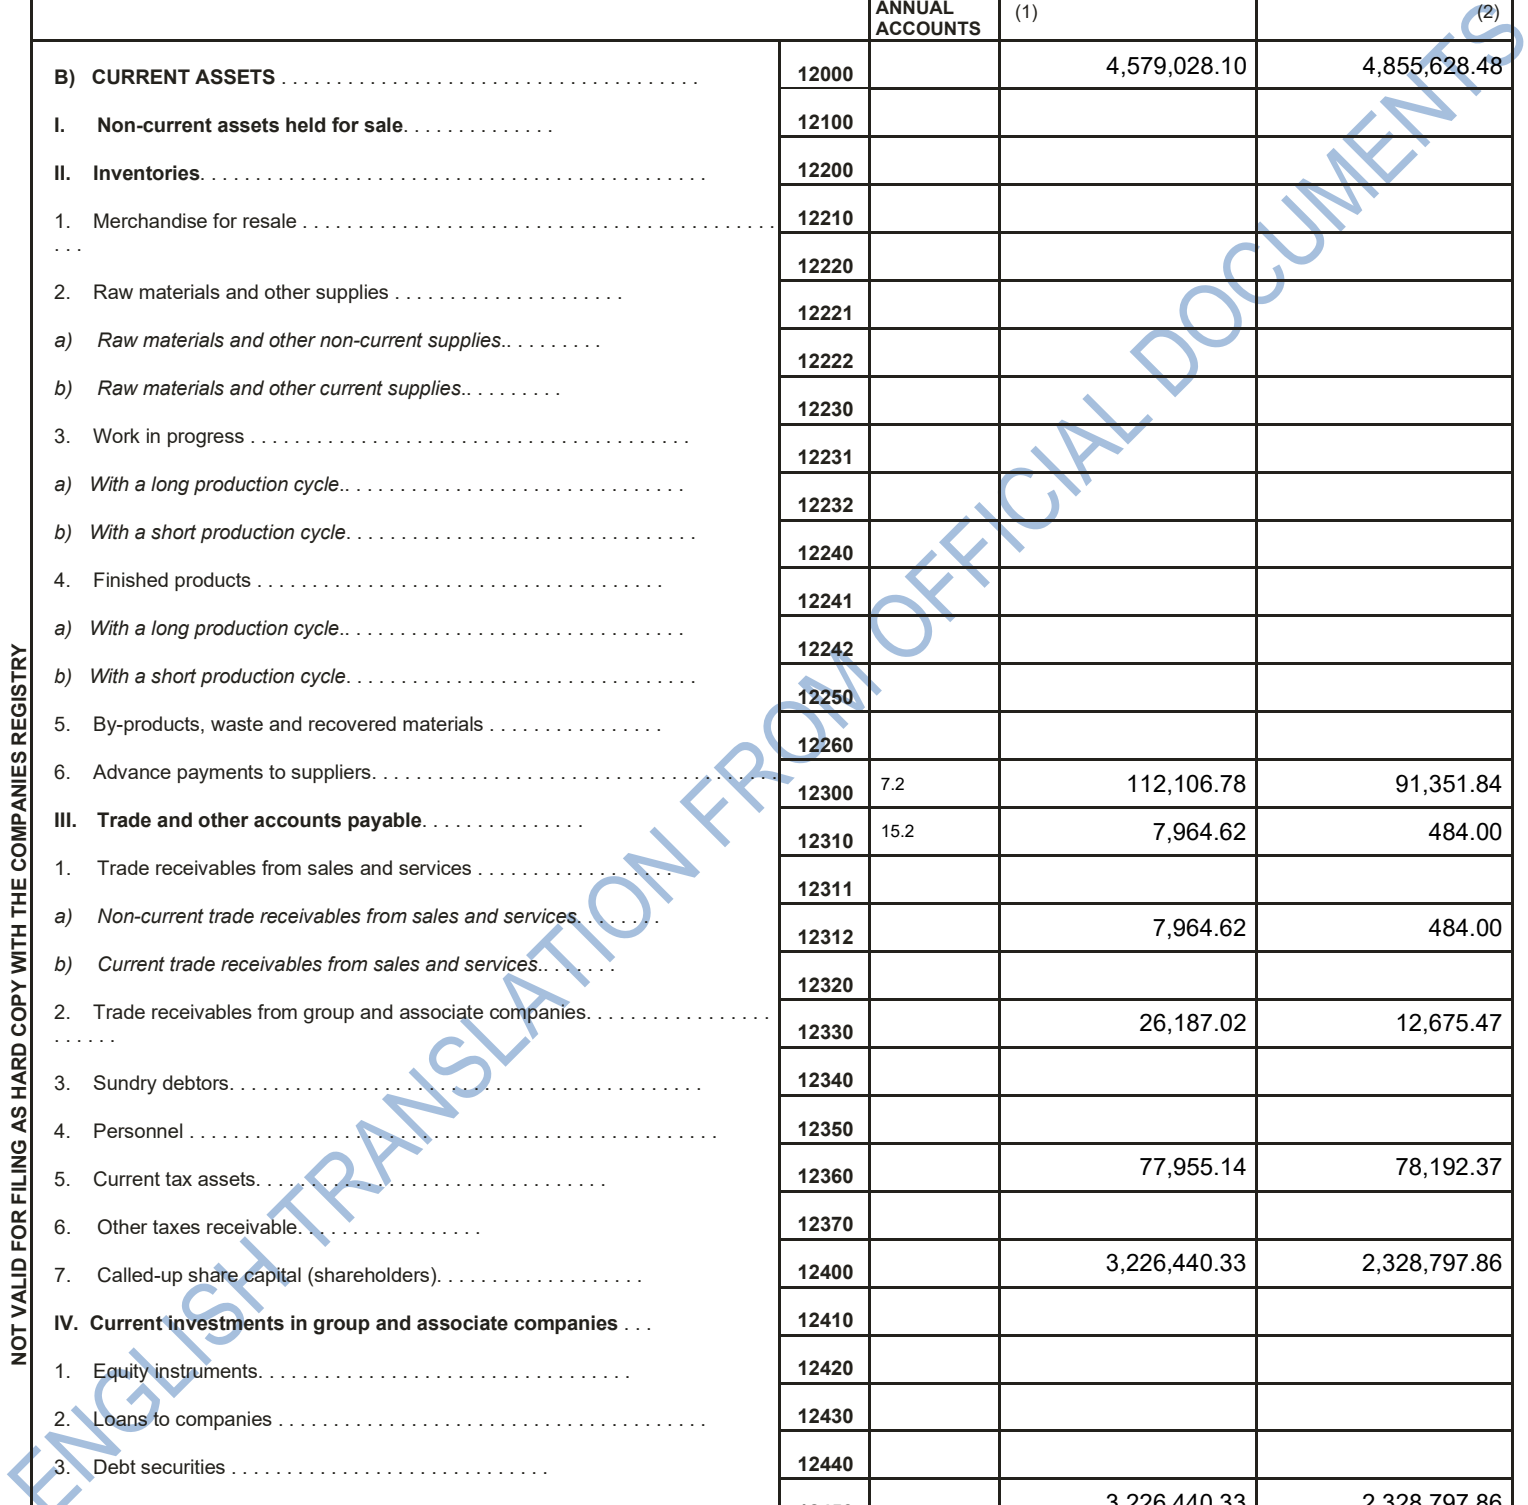 ANNUAL (1) (2)
ACCOUNTS
B) CURRENT ASSETS . . . . . . . . . . . . . . . . . . . . . . . . . . . . . . . . . . . . . . 12000 4,579,028.10 4,855,628.48
I. Non-current assets held for sale. . . . . . . . . . . . . . 12100
II. Inventories. . . . . . . . . . . . . . . . . . . . . . . . . . . . . . . . . . . . . . . . . . . . . . 12200
1. Merchandise for resale . . . . . . . . . . . . . . . . . . . . . . . . . . . . . . . . . . . . . . . . . . . 12210
. . .
12220
2. Raw materials and other supplies . . . . . . . . . . . . . . . . . . . . .
12221
a) Raw materials and other non-current supplies.. . . . . . . . .
12222
b) Raw materials and other current supplies.. . . . . . . . .
12230
3. Work in progress . . . . . . . . . . . . . . . . . . . . . . . . . . . . . . . . . . . . . . . .
12231
a) With a long production cycle.. . . . . . . . . . . . . . . . . . . . . . . . . . . . . . .
12232
b) With a short production cycle. . . . . . . . . . . . . . . . . . . . . . . . . . . . . . . .
12240
4. Finished products . . . . . . . . . . . . . . . . . . . . . . . . . . . . . . . . . . . . .
12241
a) With a long production cycle.. . . . . . . . . . . . . . . . . . . . . . . . . . . . . . .
12242
b) With a short production cycle. . . . . . . . . . . . . . . . . . . . . . . . . . . . . . . .
12250
5. By-products, waste and recovered materials . . . . . . . . . . . . . . . .
12260
6. Advance payments to suppliers. . . . . . . . . . . . . . . . . . . . . . . . . . . . . . . . . . . . .
12300 7.2 112,106.78 91,351.84
III. Trade and other accounts payable. . . . . . . . . . . . . . .
12310 15.2 7,964.62 484.00
1. Trade receivables from sales and services . . . . . . . . . . . . . . . . . .
12311
a) Non-current trade receivables from sales and services. . . . . . . .
12312 7,964.62 484.00
b) Current trade receivables from sales and services.. . . . . . .
12320
2. Trade receivables from group and associate companies. . . . . . . . . . . . . . . . .
12330 26,187.02 12,675.47
. . . . . .
12340
3. Sundry debtors. . . . . . . . . . . . . . . . . . . . . . . . . . . . . . . . . . . . . . . . . . .
12350
4. Personnel . . . . . . . . . . . . . . . . . . . . . . . . . . . . . . . . . . . . . . . . . . . . . . . .
12360 77,955.14 78,192.37
5. Current tax assets. . . . . . . . . . . . . . . . . . . . . . . . . . . . . . . .
12370
6. Other taxes receivable. . . . . . . . . . . . . . . . .
12400 3,226,440.33 2,328,797.86
7. Called-up share capital (shareholders). . . . . . . . . . . . . . . . . . .
12410
IV. Current investments in group and associate companies . . .
12420
1. Equity instruments. . . . . . . . . . . . . . . . . . . . . . . . . . . . . . . . . .
12430
2. Loans to companies . . . . . . . . . . . . . . . . . . . . . . . . . . . . . . . . . . . . . . .
12440
3. Debt securities . . . . . . . . . . . . . . . . . . . . . . . . . . . . .
3,226,440.33 2,328,797.86
NOT VALID FOR FILING AS HARD COPY WITH THE COMPANIES REGISTRY
ENGLISH TRANSLATION FROM OFFICIAL DOCUMENTS